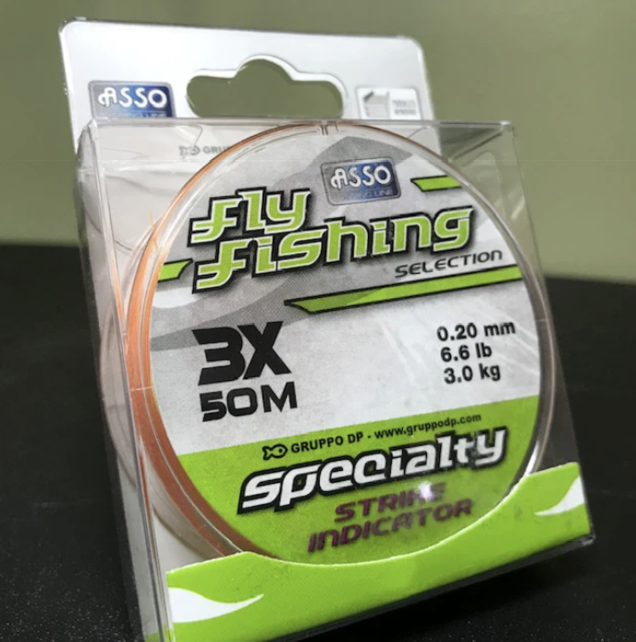 ASSO
GRU
ASSO
Fly
Fishing
SELECTION
3X
50M
0.20 mm
6.6 lb
3.0 kg
GRUPPO DP - www.gruppodp.com
Specialty
STRIKE
INDICATOR